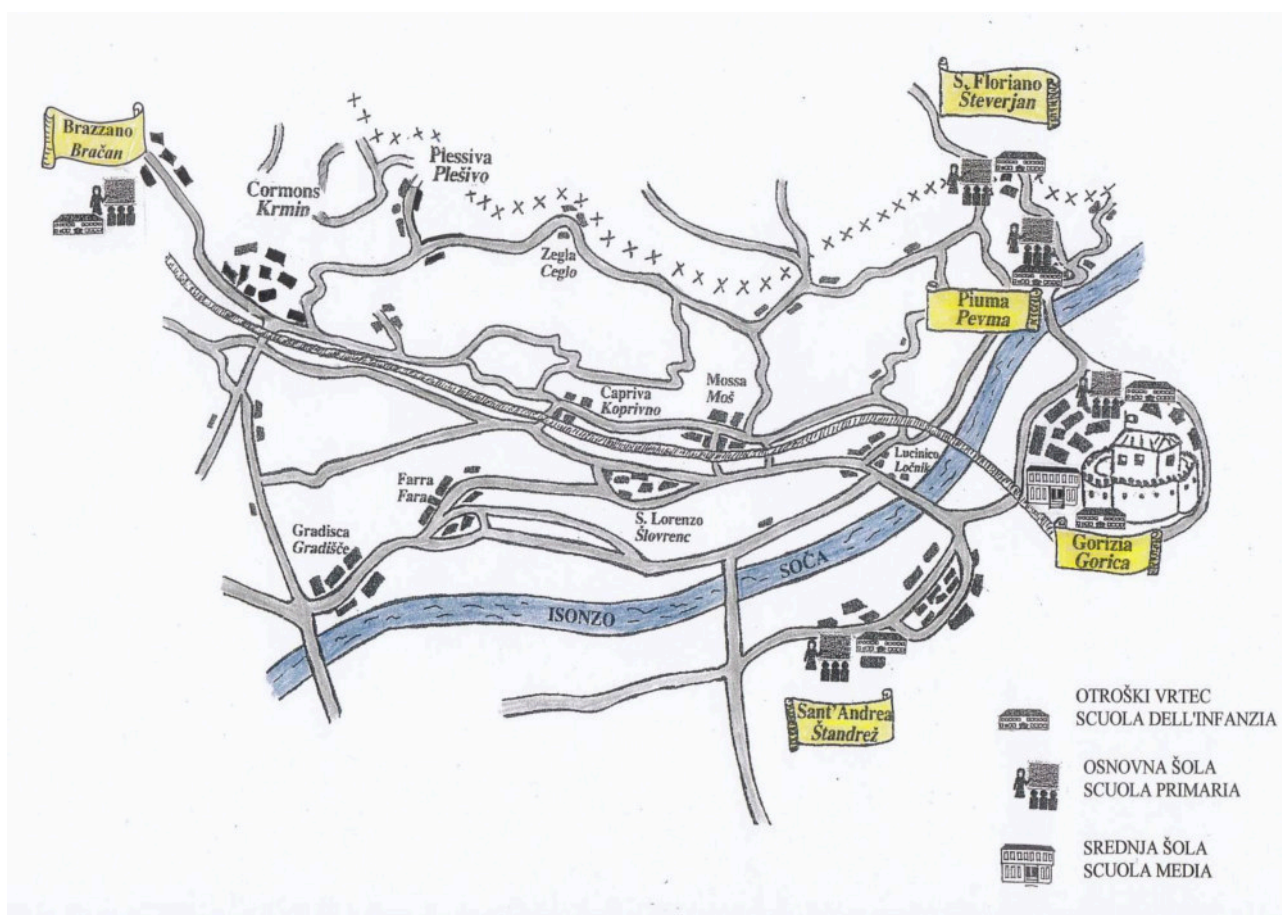 S. Floriano
Števerjan
Brazzano
Bračan
Plessiva
Plešivo
Cormons
Krmin
Zegla
Ceglo
Piuma
Pevma
Mossa
Moš
Capriva
Koprivno
Lucinico
Ločnik
Farra
Fara
S. Lorenzo
Šlovrenc
Gradisca
Gradišče
Gorizia
Gorica
SOČA
ISONZO
Sant'Andrea
Štandrež
OTROŠKI VRTEC
SCUOLA DELL'INFANZIA
OSNOVNA ŠOLA
SCUOLA PRIMARIA
SREDNJA ŠOLA
SCUOLA MEDIA